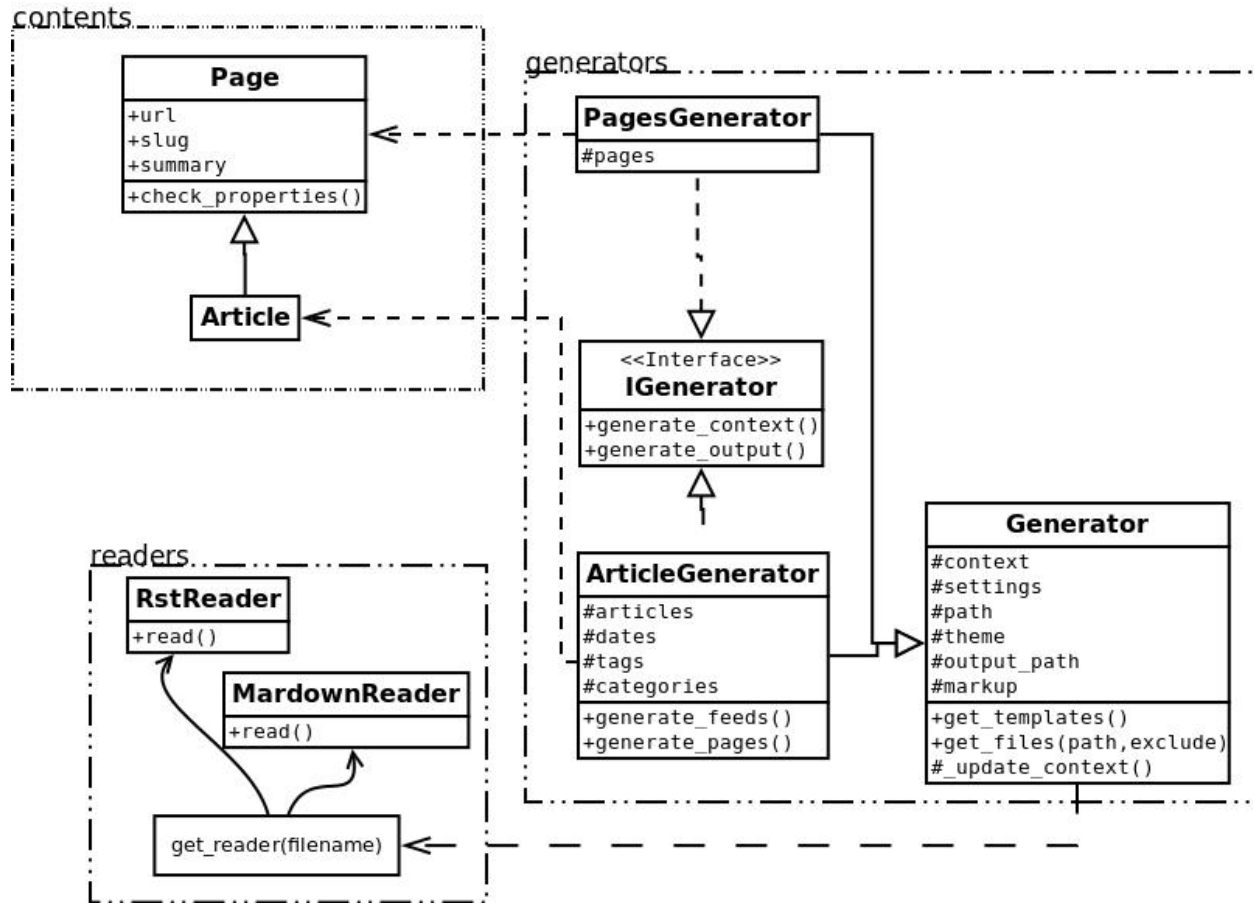 contents
Page
+url
+slug
+summary
+check_properties()
Article
generators
PagesGenerator
#pages
<<Interface>>
IGenerator
+generate_context()
+generate_output()
ArticleGenerator
#articles
#dates
#tags
#categories
+generate_feeds()
+generate_pages()
Generator
#context
#settings
#path
#theme
#output_path
#markup
+get_templates()
+get_files(path,exclude)
#_update_context()
readers
RstReader
+read()
MardownReader
+read()
get_reader(filename)